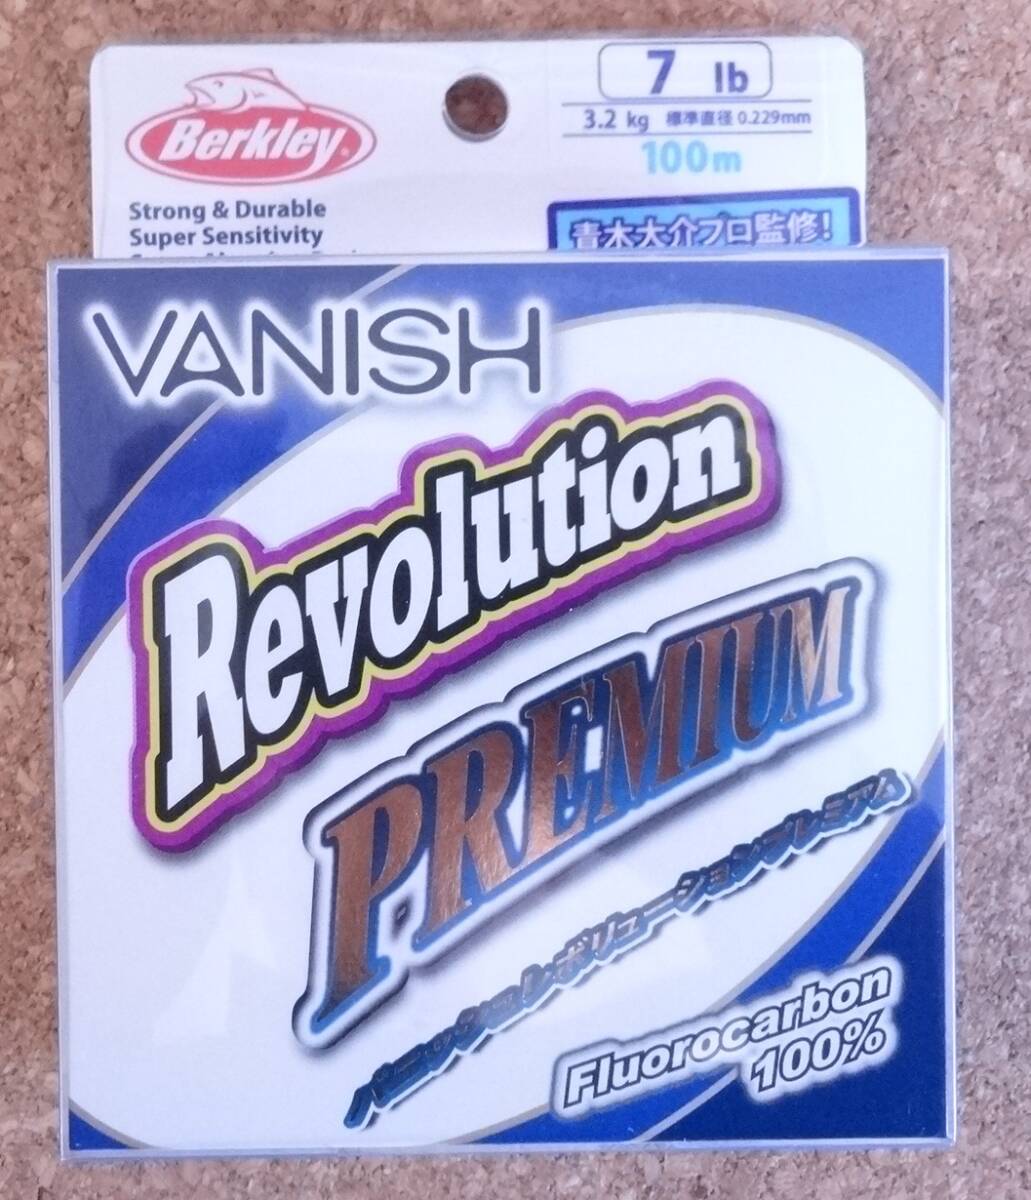 7 lb
3.2 kg 標準直径 0.229mm
100m
Berkley
Strong & Durable
Super Sensitivity
青木大介プロ監修!
VANISH
Revolution
PREMIUM
バニッシュレボリューションプレミアム
Fluorocarbon
100%